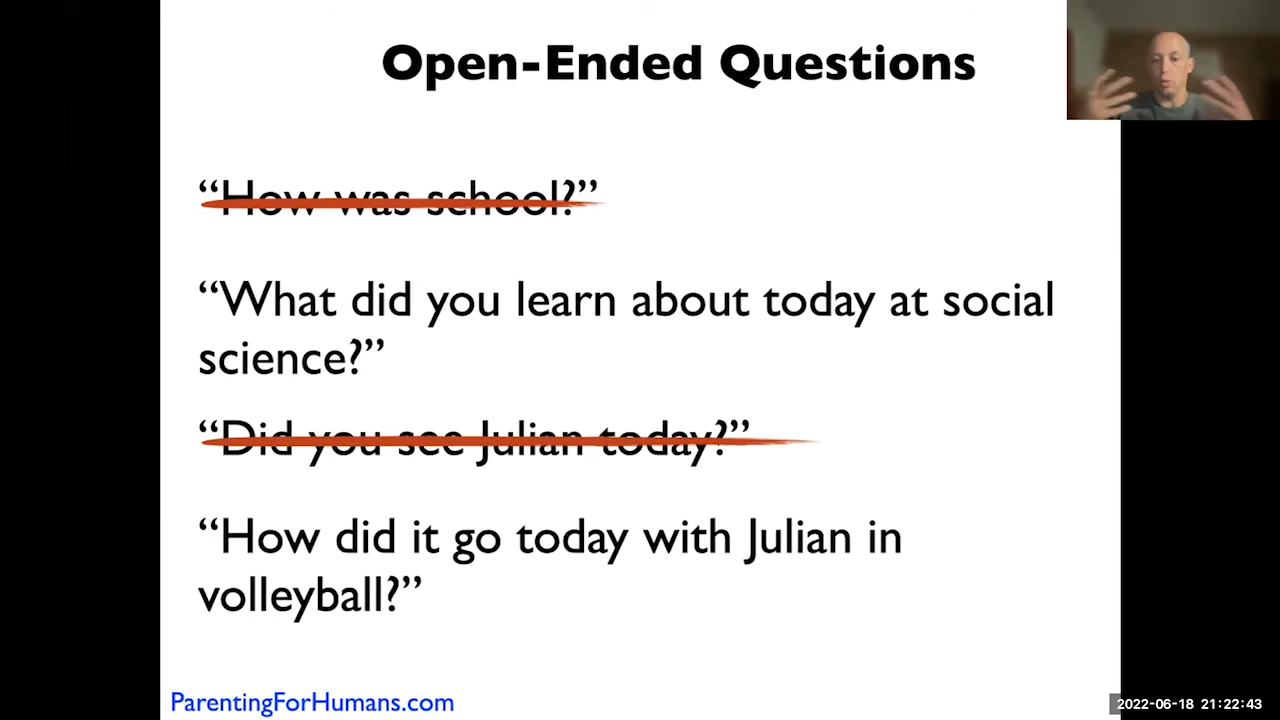 Open-Ended Questions
“How was school?”
“What did you learn about today at social
science?”
“Did you see Julian today?”
“How did it go today with Julian in
volleyball?”
ParentingForHumans.com
2022-06-18 21:22:43